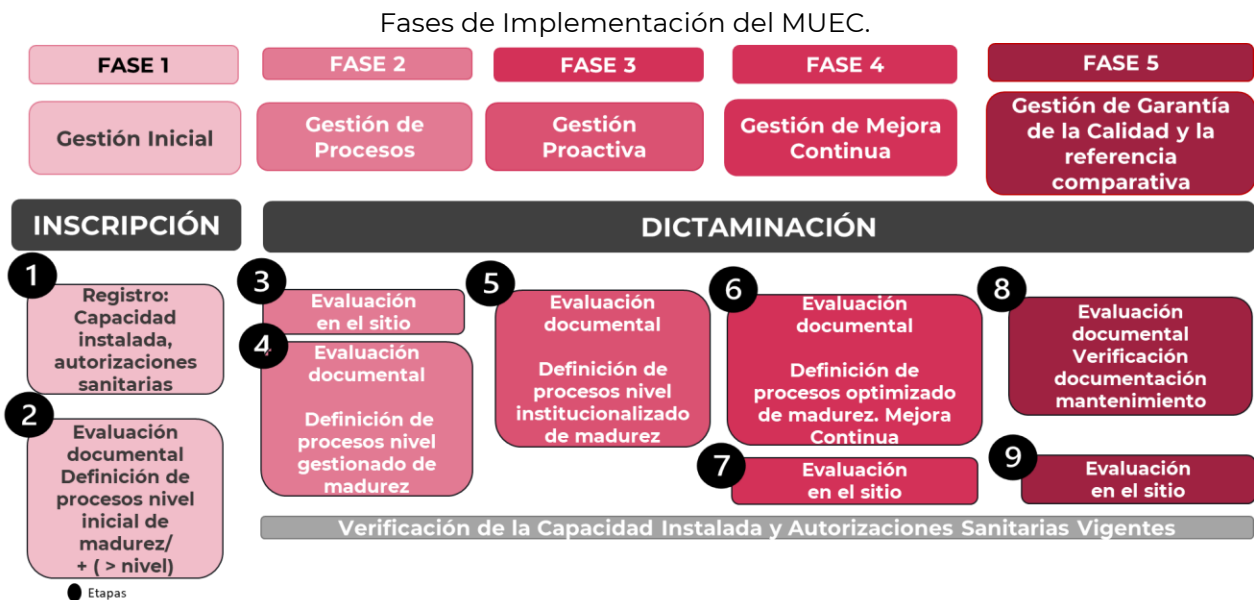 Fases de Implementación del MUEC.
FASE 1
FASE 2
FASE 3
FASE 4
FASE 5
Gestión Inicial
Gestión de
Procesos
Gestión
Proactiva
Gestión de Mejora
Continua
Gestión de Garantía
de la Calidad y la
referencia
comparativa
INSCRIPCIÓN
DICTAMINACIÓN
1
Registro:
Capacidad
instalada,
autorizaciones
sanitarias
2
Evaluación
documental
Definición de
procesos nivel
inicial de
madurez/
+ ( > nivel)
3
Evaluación
en el sitio
4
Evaluación
documental
Definición de
procesos nivel
gestionado de
madurez
5
Evaluación
documental
Definición de
procesos nivel
institucionalizado
de madurez
6
Evaluación
documental
Definición de
procesos optimizado
de madurez. Mejora
Continua
7
Evaluación
en el sitio
8
Evaluación
documental
Verificación
documentación
mantenimiento
9
Evaluación
en el sitio
Verificación de la Capacidad Instalada y Autorizaciones Sanitarias Vigentes
Etapas